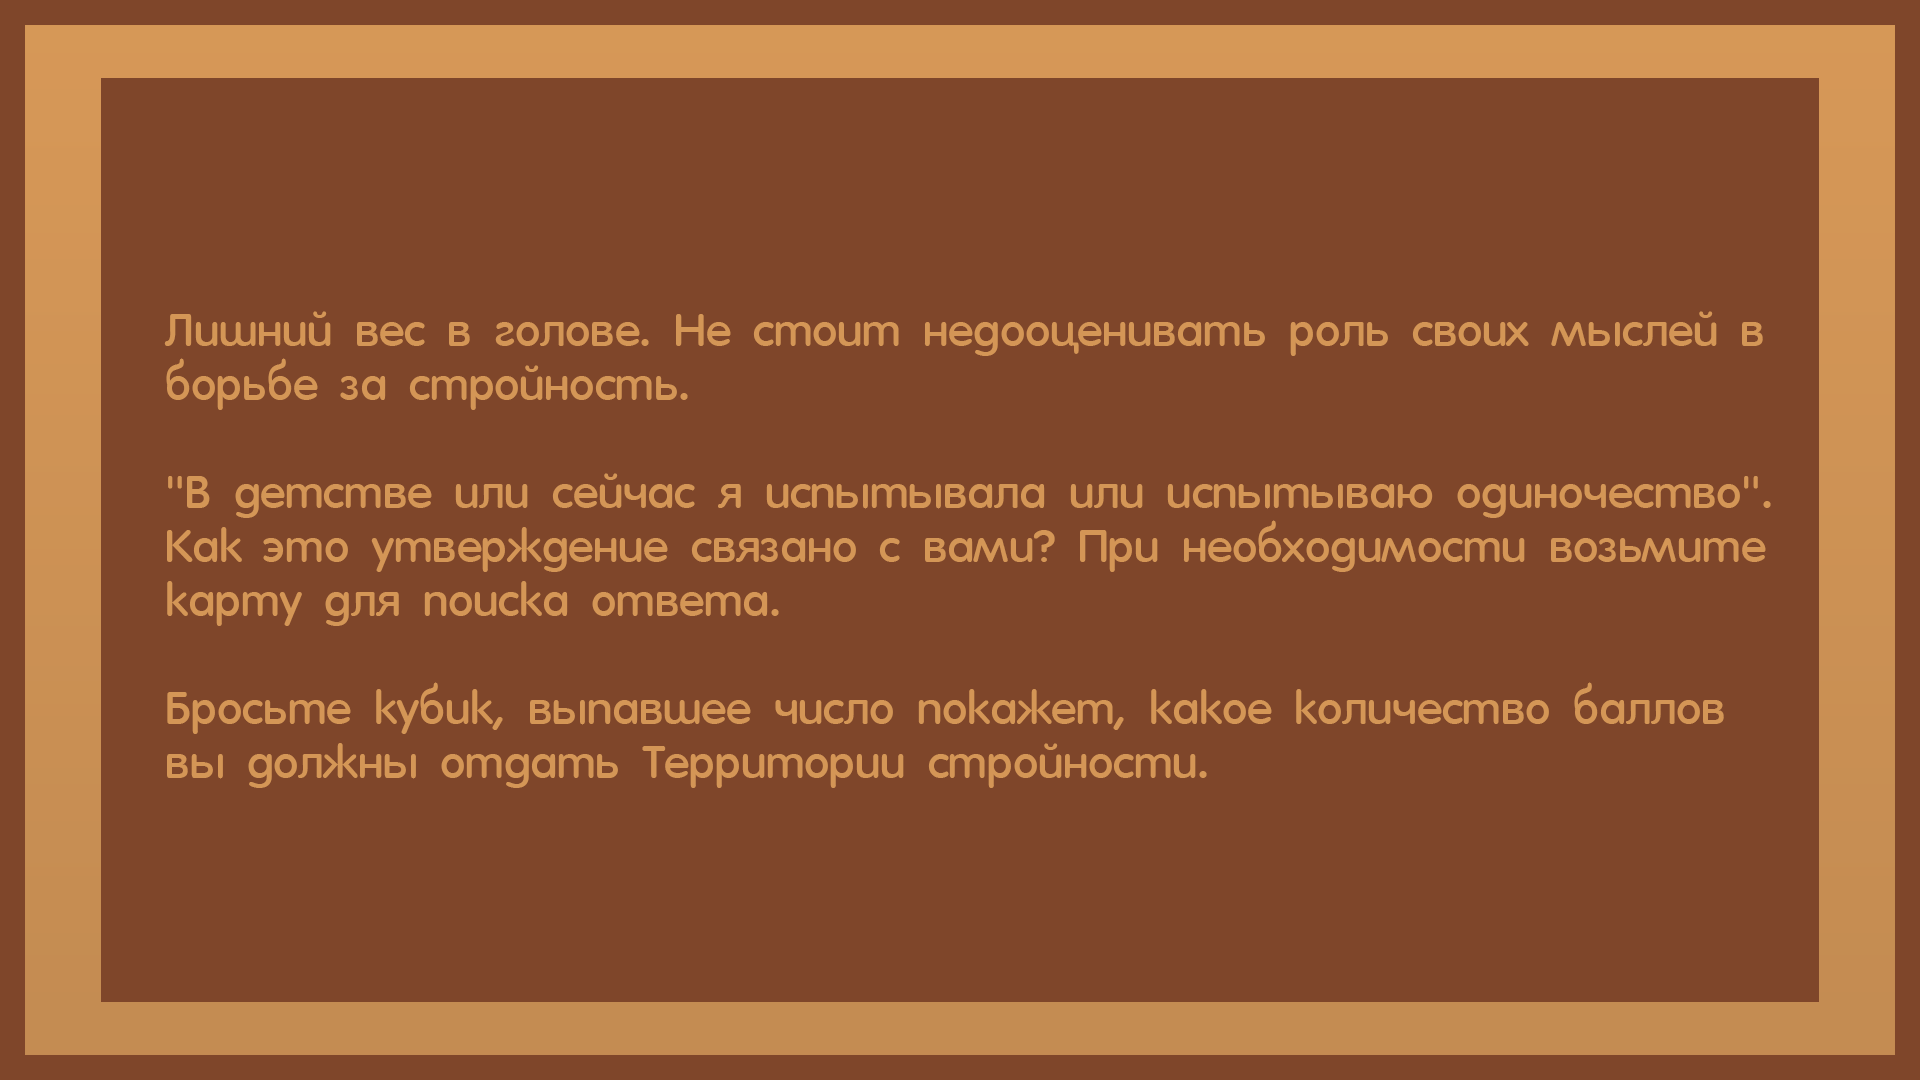 Лишний вес в голове. Не стоит недооценивать роль своих мыслей в
борьбе за стройность.
"В детстве или сейчас я испытывала или испытываю одиночество".
Как это утверждение связано с вами? При необходимости возьмите
карту для поиска ответа.
Бросьте кубик, выпавшее число покажет, какое количество баллов
вы должны отдать Территории стройности.